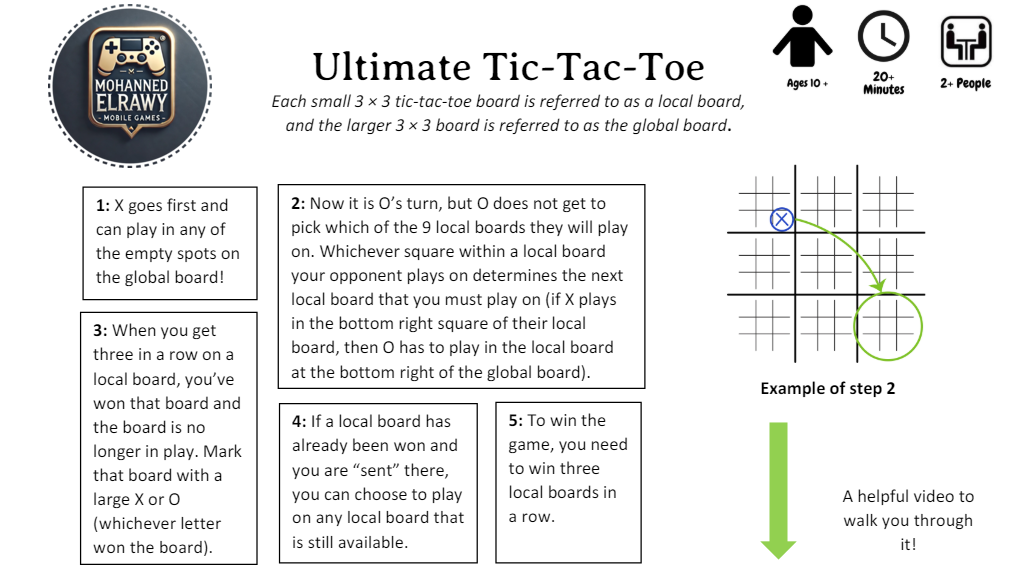 MOHANNED
ELRAWY
- MOBILE GAMES -
Ultimate Tic-Tac-Toe
Each small 3 × 3 tic-tac-toe board is referred to as a local board,
and the larger 3 × 3 board is referred to as the global board.
Ages 10 +
20+
Minutes
2+ People
1: X goes first and
can play in any of
the empty spots on
the global board!
2: Now it is O’s turn, but O does not get to
pick which of the 9 local boards they will play
on. Whichever square within a local board
your opponent plays on determines the next
local board that you must play on (if X plays
in the bottom right square of their local
board, then O has to play in the local board
at the bottom right of the global board).
3: When you get
three in a row on a
local board, you’ve
won that board and
the board is no
longer in play. Mark
that board with a
large X or O
(whichever letter
won the board).
4: If a local board has
already been won and
you are “sent” there,
you can choose to play
on any local board that
is still available.
5: To win the
game, you need
to win three
local boards in
a row.
X
Example of step 2
A helpful video to
walk you through
it!